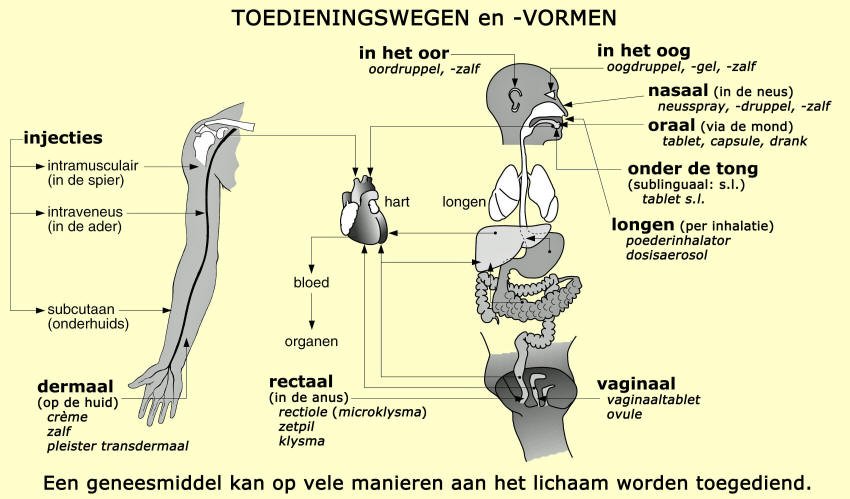 TOEDIENINGSWEGEN en -VORMEN
in het oor
oordruppel, -zalf
in het oog
oogdruppel, -gel, -zalf
nasaal (in de neus)
neusspray, -druppel, -zalf
oraal (via de mond)
tablet, capsule, drank
onder de tong
(sublinguaal: s.l.)
tablet s.l.
longen (per inhalatie)
poederinhalator
dosisaerosol
injecties
intramusculair
(in de spier)
intraveneus
(in de ader)
subcutaan
(onderhuids)
hart
longen
bloed
organen
dermaal
(op de huid)
crème
zalf
pleister transdermaal
rectaal
(in de anus)
rectiole (microklysma)
zetpil
klysma
vaginaal
vaginaaltablet
ovule
Een geneesmiddel kan op vele manieren aan het lichaam worden toegediend.